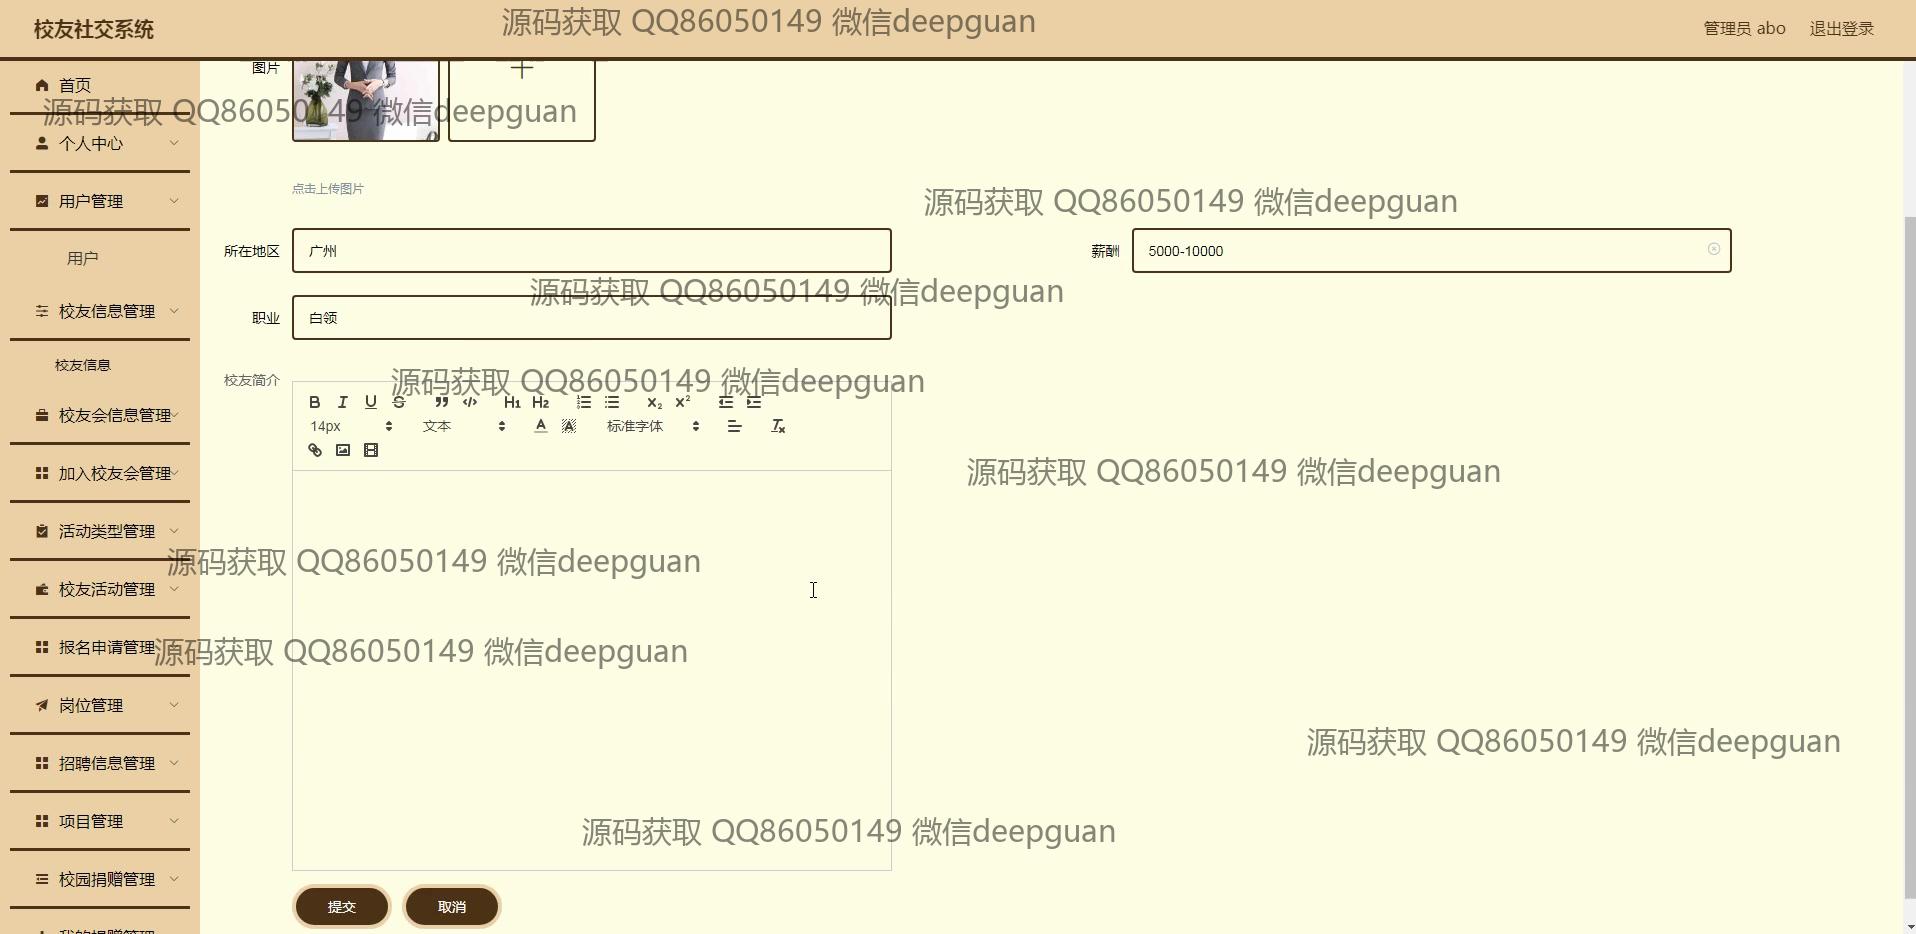 校友社交系统
源码获取 QQ86050149 微信deepguan
管理员 abo
退出登录
首页
图片
源码获取 QQ86050149 微信deepguan
个人中心
点击上传图片
用户管理
源码获取 QQ86050149 微信deepguan
所在地区
广州
薪酬
5000-10000
用户
源码获取 QQ86050149 微信deepguan
校友信息管理
职业
白领
校友信息
校友简介
源码获取 QQ86050149 微信deepguan
B I U S H1 H2 X2 X2
校友会信息管理
14px
文本
A A
标准字体
Tx
加入校友会管理
源码获取 QQ86050149 微信deepguan
活动类型管理
源码获取 QQ86050149 微信deepguan
校友活动管理
报名申请管理
源码获取 QQ86050149 微信deepguan
岗位管理
源码获取 QQ86050149 微信deepguan
招聘信息管理
项目管理
源码获取 QQ86050149 微信deepguan
校园捐赠管理
提交
取消
我的捐赠管理